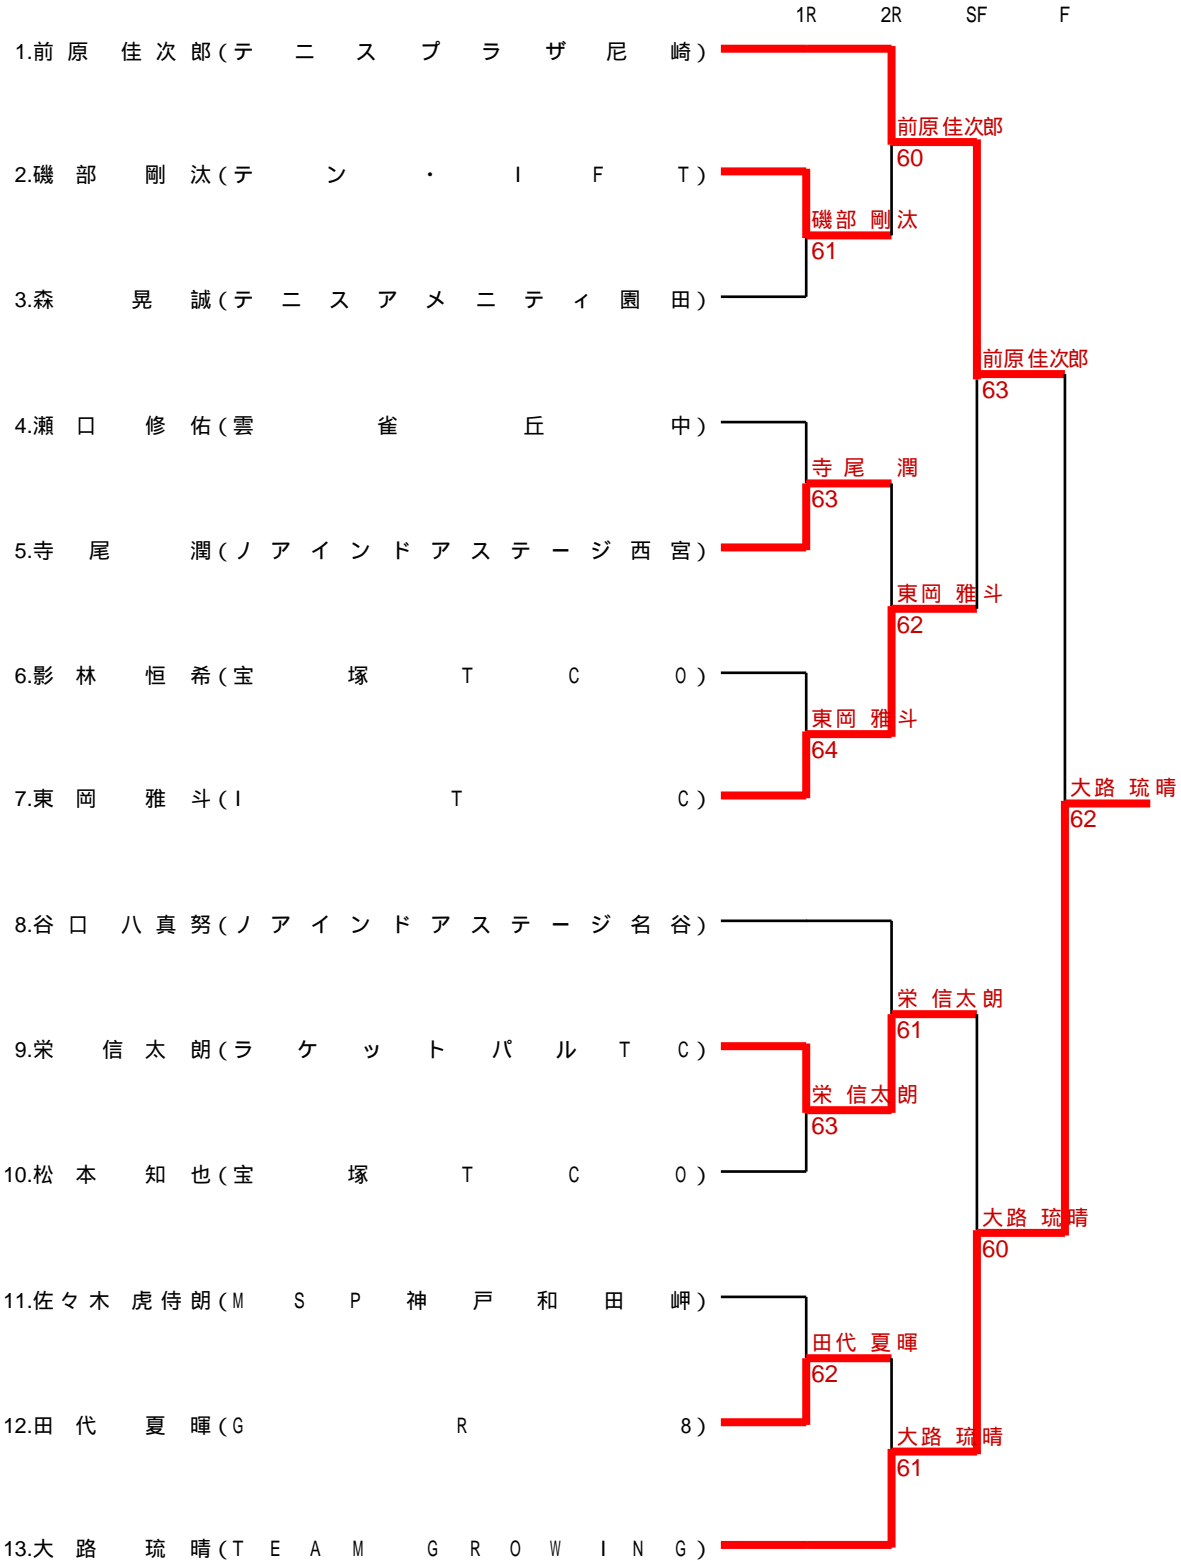 1R 2R SF F
1.前原 佳次郎(テニスプラザ尼崎)
前原 佳次郎
60
2.磯部 剛汰(テン・IFT)
磯部 剛汰
61
3.森 晃誠(テニスアメニティ園田)
前原 佳次郎
63
4.瀬口 修佑(雲雀丘中)
寺尾 潤
63
5.寺尾 潤(ノアインドアステージ西宮)
東岡 雅斗
62
6.影林 恒希(宝塚TCO)
東岡 雅斗
64
7.東岡 雅斗(ITC)
大路 琉晴
62
8.谷口 八真努(ノアインドアステージ名谷)
栄 信太朗
61
9.栄 信太朗(ラケットパルTC)
栄 信太朗
63
10.松本 知也(宝塚TCO)
大路 琉晴
60
11.佐々木 虎侍朗(MSP神戸和田岬)
田代 夏暉
62
12.田代 夏暉(GR8)
大路 琉晴
61
13.大路 琉晴(TEAM GROWING)